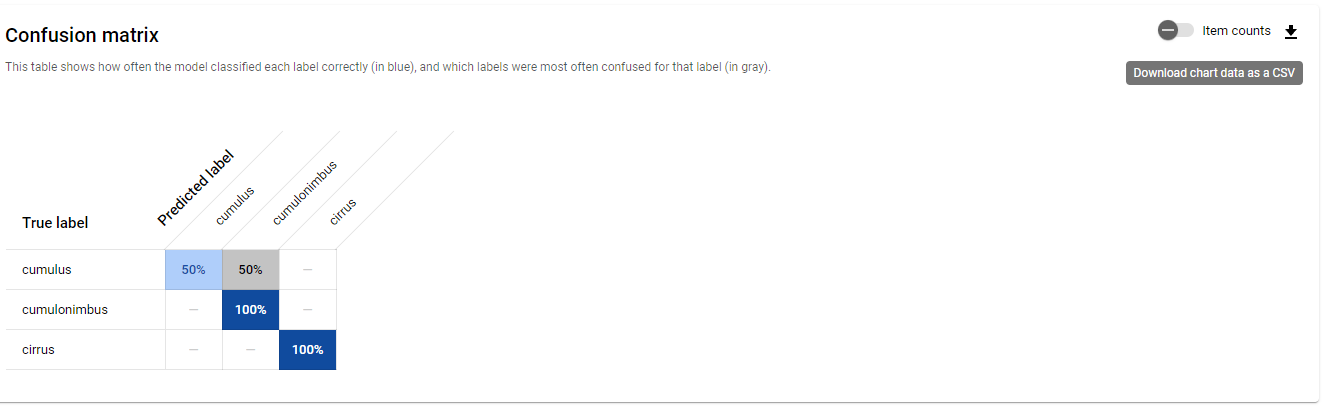 Confusion matrix
Item counts
This table shows how often the model classified each label correctly (in blue), and which labels were most often confused for that label (in gray).
Download chart data as a CSV
True label
Predicted label
cumulus
cumulonimbus
cirrus
cumulus 50% 50% —
cumulonimbus — 100% —
cirrus — — 100%